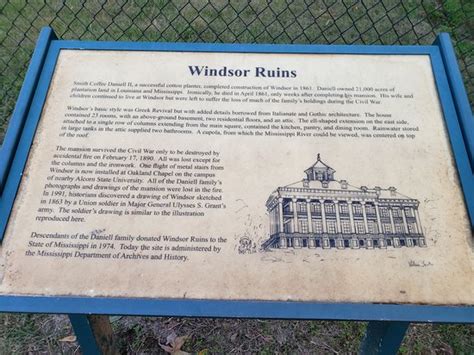 Windsor Ruins
Smith Coffee Daniell II, a successful cotton planter, completed construction of Windsor in 1861. Daniell owned 21,000 acres of
plantation land in Louisiana and Mississippi. Ironically, he died in April 1861, only weeks after completing his mansion. His wife and
children continued to live at Windsor but were left to suffer the loss of much of the family's holdings during the Civil War.
Windsor's basic style was Greek Revival but with added details borrowed from Italianate and Gothic architecture. The house
contained 23 rooms, with an above-ground basement, two residential floors, and an attic. The ell-shaped extension on the east side,
attached to a single row of columns extending from the main square, contained the kitchen, pantry, and dining room. Rainwater stored
in large tanks in the attic supplied two bathrooms. A cupola, from which the Mississippi River could be viewed, was centered on top
of the roof.
The mansion survived the Civil War only to be destroyed by
accidental fire on February 17, 1890. All was lost except for
the columns and the ironwork. One flight of metal stairs from
Windsor is now installed at Oakland Chapel on the campus
of nearby Alcorn State University. All of the Daniell family's
photographs and drawings of the mansion were lost in the fire.
In 1991, historians discovered a drawing of Windsor sketched
in 1863 by a Union soldier in Major General Ulysses S. Grant's
army. The soldier's drawing is similar to the illustration
reproduced here.
Descendants of the Daniell family donated Windsor Ruins to the
State of Mississippi in 1974. Today the site is administered by
the Mississippi Department of Archives and History.